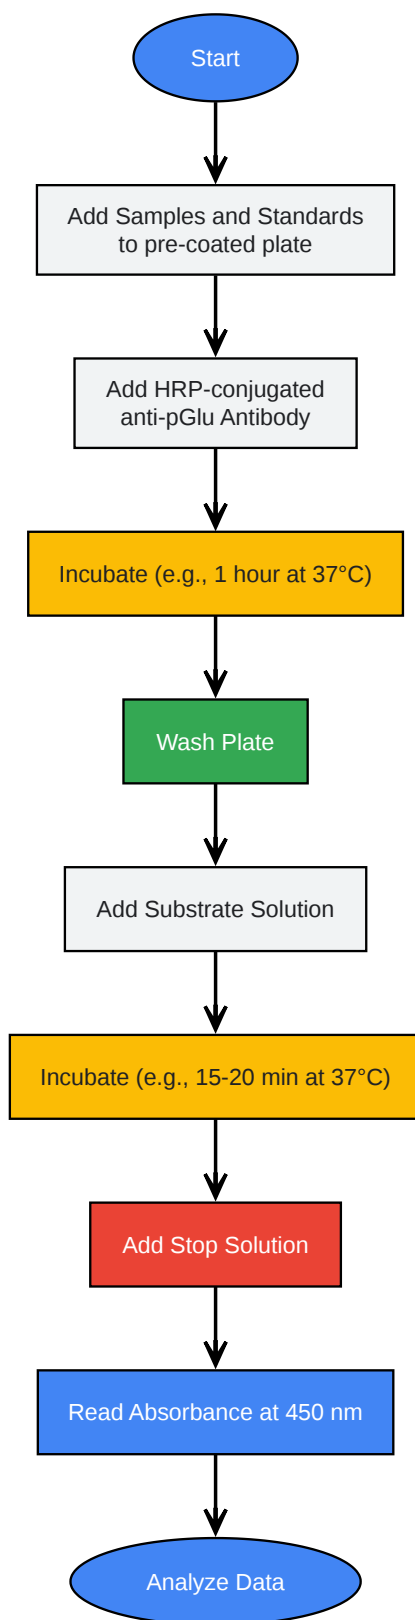 Start
Add Samples and Standards
to pre-coated plate
Add HRP-conjugated
anti-pGlu Antibody
Incubate (e.g., 1 hour at 37°C)
Wash Plate
Add Substrate Solution
Incubate (e.g., 15-20 min at 37°C)
Add Stop Solution
Read Absorbance at 450 nm
Analyze Data